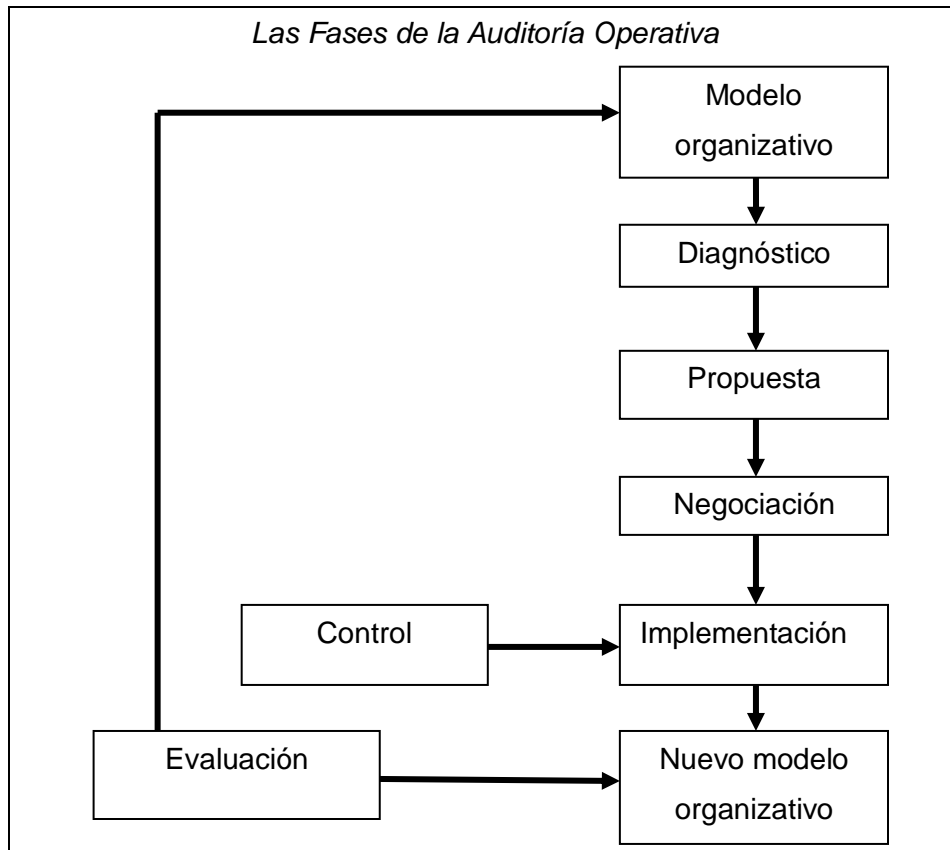 Las Fases de la Auditoría Operativa
Modelo
organizativo
Diagnóstico
Propuesta
Negociación
Control
Implementación
Evaluación
Nuevo modelo
organizativo